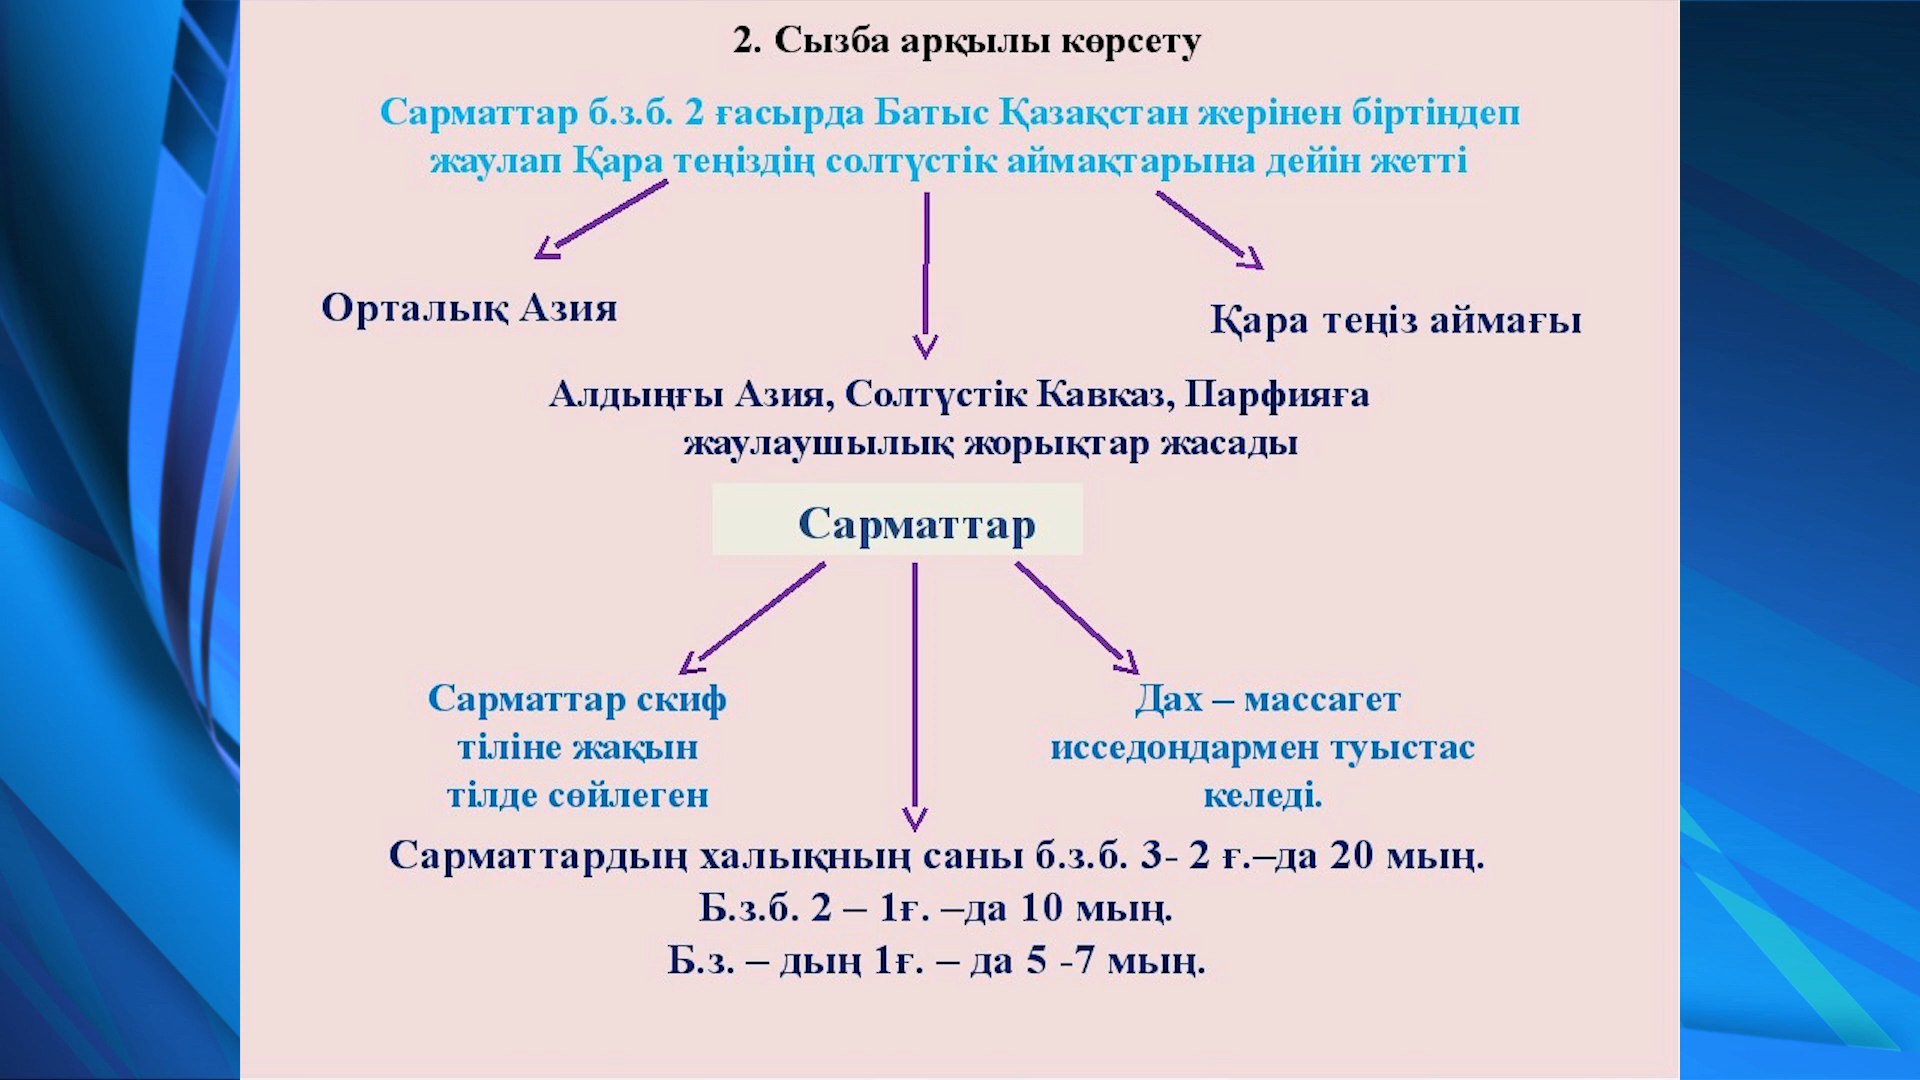 2. Сызба арқылы көрсету
Сарматтар б.з.б. 2 ғасырда Батыс Қазақстан жерінен біртіндеп
жаулап Қара теңіздің солтүстік аймақтарына дейін жетті
Орталық Азия
Қара теңіз аймағы
Алдыңғы Азия, Солтүстік Кавказ, Парфияға
жаулаушылық жорықтар жасады
Сарматтар
Сарматтар скиф
тіліне жақын
тілде сөйлеген
Дах – массагет
исседондармен туыстас
келеді.
Сарматтардың халықның саны б.з.б. 3- 2 ғ.–да 20 мың.
Б.з.б. 2 – 1ғ. –да 10 мың.
Б.з. – дың 1ғ. – да 5 -7 мың.